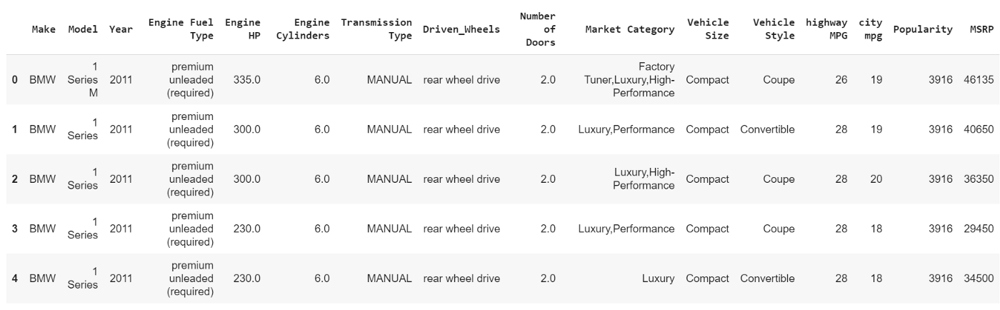 Make Model Year Engine Fuel Type Engine HP Engine Cylinders Transmission Type Driven_Wheels Number of Doors Market Category Vehicle Size Vehicle Style highway MPG city mpg Popularity MSRP
0 BMW 1 Series M 2011 premium unleaded (required) 335.0 6.0 MANUAL rear wheel drive 2.0 Factory Tuner,Luxury,High-Performance Compact Coupe 26 19 3916 46135
1 BMW 1 Series 2011 premium unleaded (required) 300.0 6.0 MANUAL rear wheel drive 2.0 Luxury,Performance Compact Convertible 28 19 3916 40650
2 BMW 1 Series 2011 premium unleaded (required) 300.0 6.0 MANUAL rear wheel drive 2.0 Luxury,High-Performance Compact Coupe 28 20 3916 36350
3 BMW 1 Series 2011 premium unleaded (required) 230.0 6.0 MANUAL rear wheel drive 2.0 Luxury,Performance Compact Coupe 28 18 3916 29450
4 BMW 1 Series 2011 premium unleaded (required) 230.0 6.0 MANUAL rear wheel drive 2.0 Luxury Compact Convertible 28 18 3916 34500